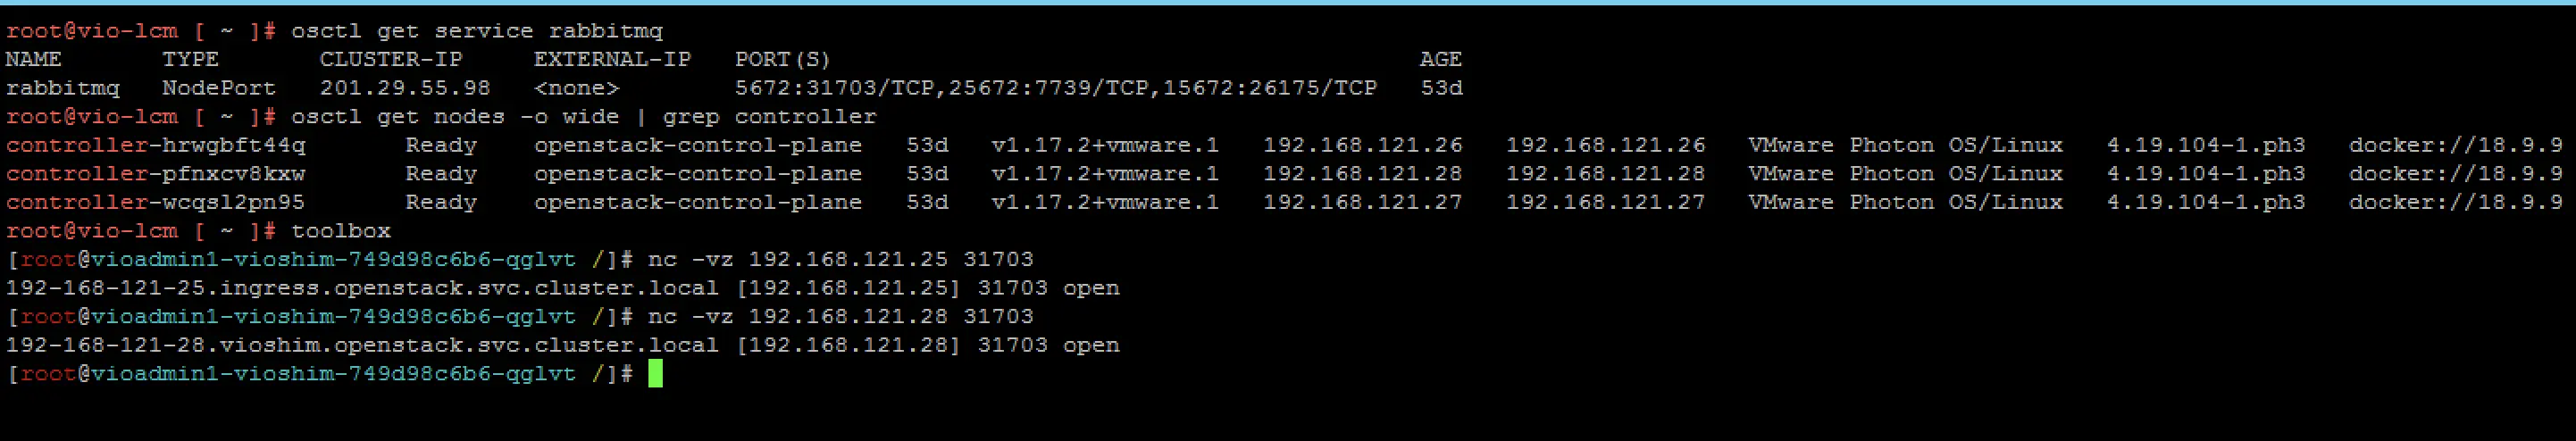 root@vio-lcm [ ~ ]# osctl get service rabbitmq
NAME       TYPE       CLUSTER-IP     EXTERNAL-IP   PORT(S)                                         AGE
rabbitmq   NodePort   201.29.55.98   <none>        5672:31703/TCP,25672:7739/TCP,15672:26175/TCP   53d
root@vio-lcm [ ~ ]# osctl get nodes -o wide | grep controller
controller-hrwgbft44q       Ready    openstack-control-plane   53d   v1.17.2+vmware.1   192.168.121.26   192.168.121.26   VMware Photon OS/Linux   4.19.104-1.ph3   docker://18.9.9
controller-pfnxcv8kxw       Ready    openstack-control-plane   53d   v1.17.2+vmware.1   192.168.121.28   192.168.121.28   VMware Photon OS/Linux   4.19.104-1.ph3   docker://18.9.9
controller-wcqsl2pn95       Ready    openstack-control-plane   53d   v1.17.2+vmware.1   192.168.121.27   192.168.121.27   VMware Photon OS/Linux   4.19.104-1.ph3   docker://18.9.9
root@vio-lcm [ ~ ]# toolbox
[root@vioadmin1-vioshim-749d98c6b6-qglvt /]# nc -vz 192.168.121.25 31703
192-168-121-25.ingress.openstack.svc.cluster.local [192.168.121.25] 31703 open
[root@vioadmin1-vioshim-749d98c6b6-qglvt /]# nc -vz 192.168.121.28 31703
192-168-121-28.vioshim.openstack.svc.cluster.local [192.168.121.28] 31703 open
[root@vioadmin1-vioshim-749d98c6b6-qglvt /]#